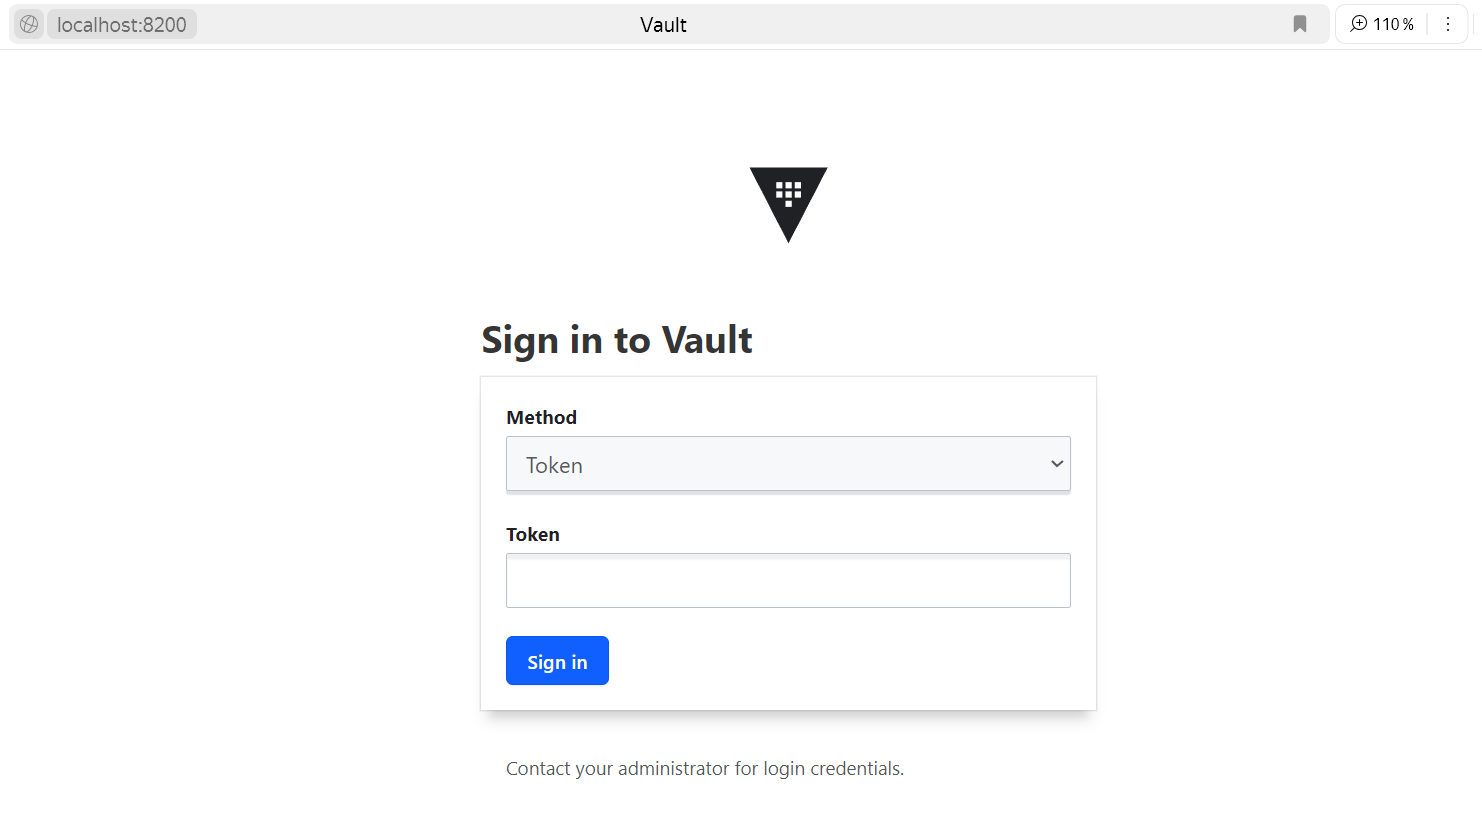 localhost:8200 Vault 110 %
Sign in to Vault
Method
Token
Token
Sign in
Contact your administrator for login credentials.